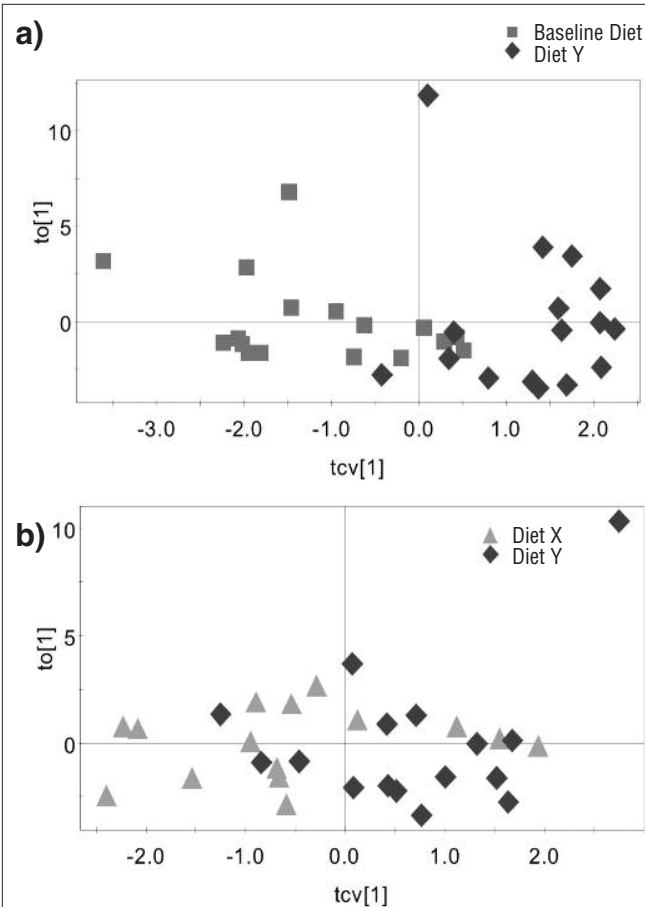 a)
Baseline Diet
Diet Y
10
5
0
to[1]
-3.0 -2.0 -1.0 0.0 1.0 2.0
tcv[1]
b)
Diet X
Diet Y
10
5
0
to[1]
-2.0 -1.0 0.0 1.0 2.0
tcv[1]